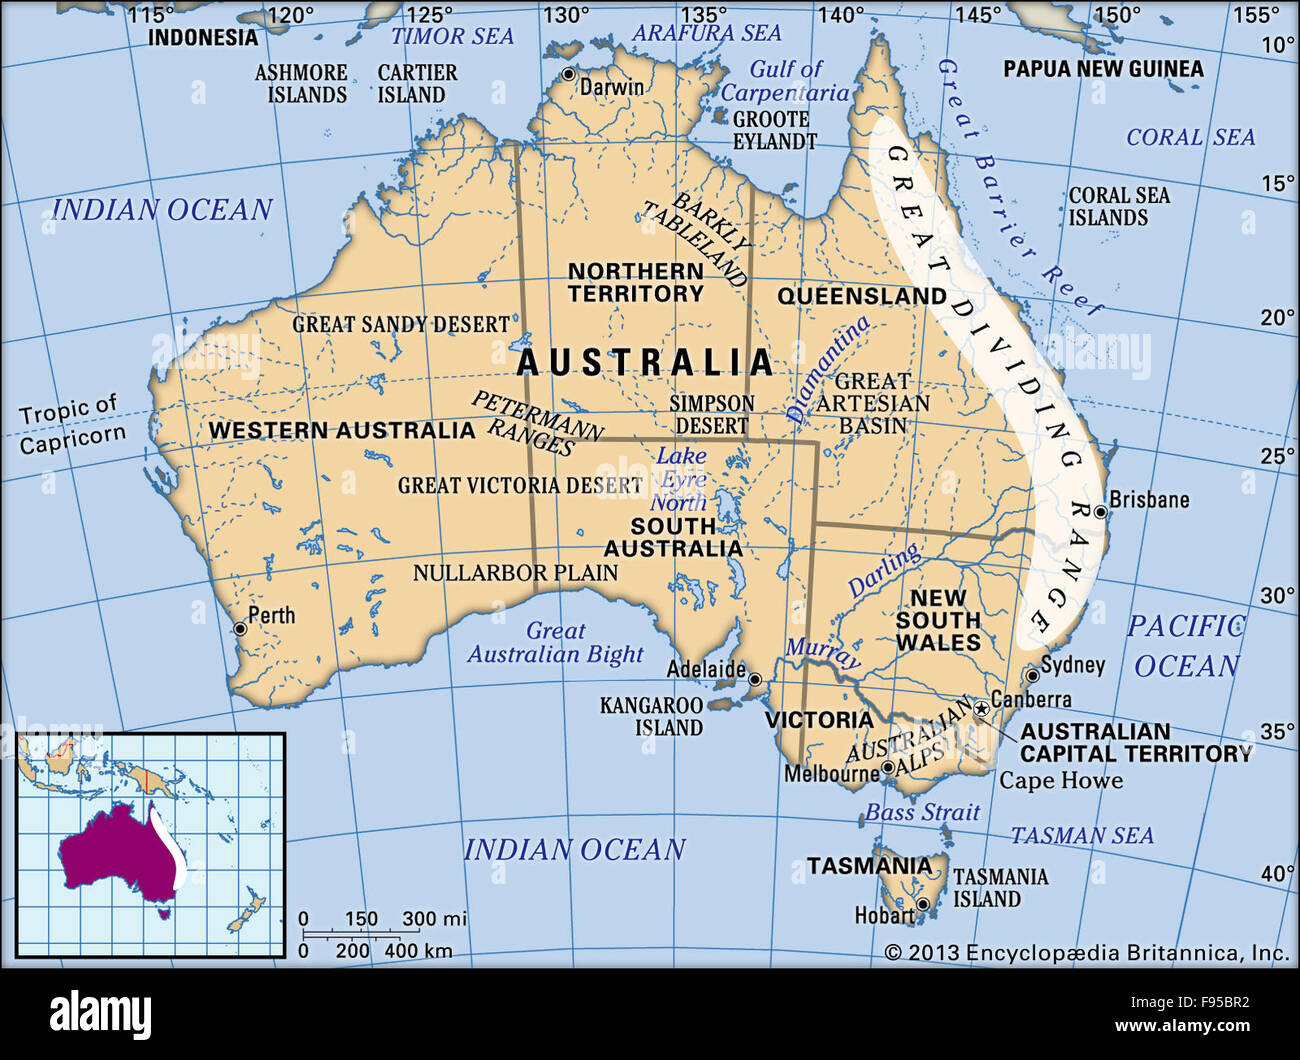 115°
120°
125°
130°
135°
140°
145°
150°
155°
INDONESIA
TIMOR SEA
ARAFURA SEA
10°
ASHMORE
ISLANDS
CARTIER
ISLAND
Darwin
Gulf of
Carpentaria
GROOTE
EYLANDT
PAPUA NEW GUINEA
Great Barrier Reef
CORAL SEA
15°
CORAL SEA
ISLANDS
INDIAN OCEAN
BARKLY
TABLELAND
NORTHERN
TERRITORY
QUEENSLAND
GREAT DIVIDING RANGE
20°
GREAT SANDY DESERT
AUSTRALIA
Diamantina
GREAT
ARTESIAN
BASIN
Tropic of
Capricorn
PETERMANN
RANGES
SIMPSON
DESERT
WESTERN AUSTRALIA
25°
Lake
Eyre
North
GREAT VICTORIA DESERT
SOUTH
AUSTRALIA
Brisbane
NULLARBOR PLAIN
Darling
NEW
SOUTH
WALES
30°
Perth
Great
Australian Bight
Murray
PACIFIC
OCEAN
Adelaide
Sydney
KANGAROO
ISLAND
Canberra
VICTORIA
AUSTRALIAN
ALPS
AUSTRALIAN
CAPITAL TERRITORY
35°
Melbourne
Cape Howe
Bass Strait
TASMAN SEA
INDIAN OCEAN
TASMANIA
TASMANIA
ISLAND
40°
Hobart
0 150 300 mi
0 200 400 km
© 2013 Encyclopædia Britannica, Inc.
a
alamy
alamy stock photo
F95BR2
www.alamy.com